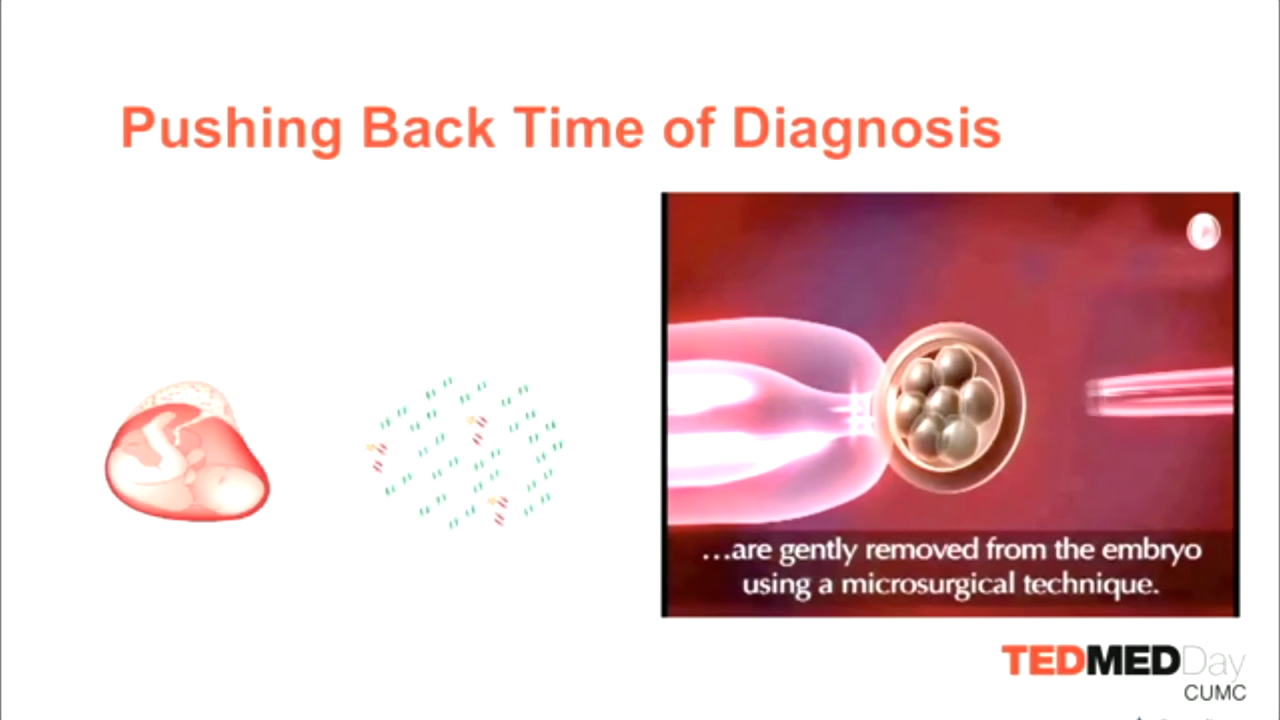 Pushing Back Time of Diagnosis
...are gently removed from the embryo
using a microsurgical technique.
TEDMEDDay
CUMC